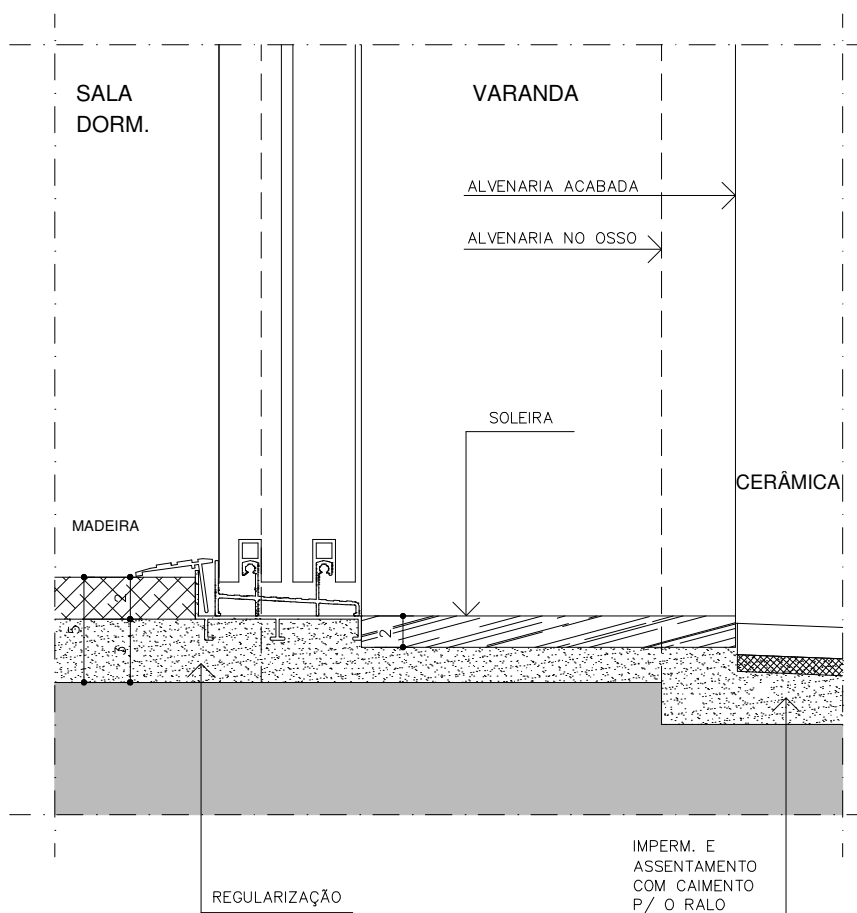 SALA
DORM.
VARANDA
ALVENARIA ACABADA
ALVENARIA NO OSSO
SOLEIRA
CERÂMICA
MADEIRA
2
5
3
2
REGULARIZAÇÃO
IMPERM. E
ASSENTAMENTO
COM CAIMENTO
P/ O RALO